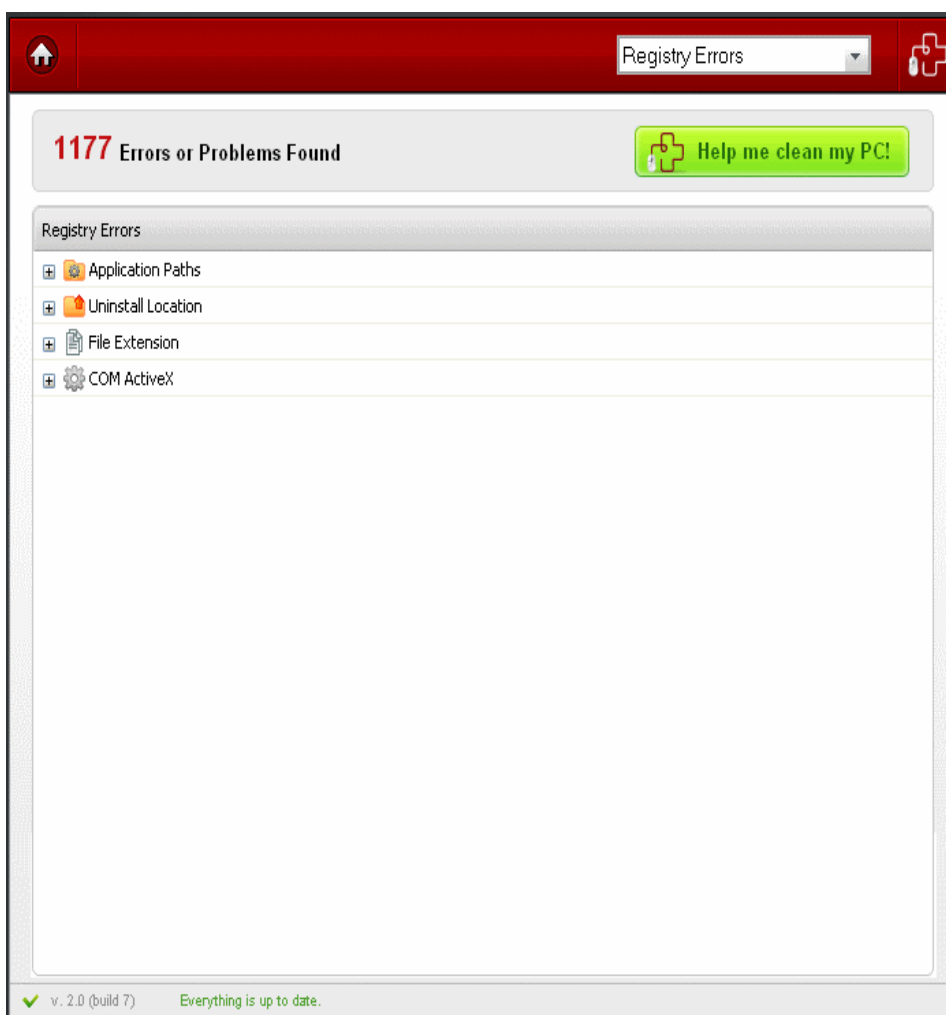 Registry Errors
1177 Errors or Problems Found
Help me clean my PC!
Registry Errors
Application Paths
Uninstall Location
File Extension
COM ActiveX
v. 2.0 (build 7)
Everything is up to date.